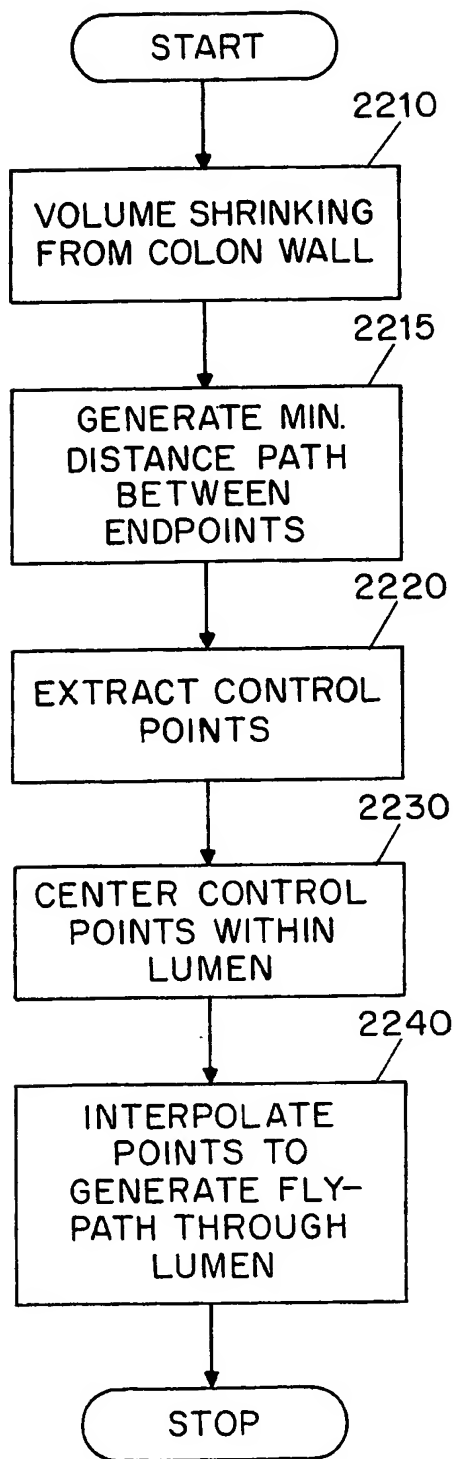 START
2210
VOLUME SHRINKING
FROM COLON WALL
2215
GENERATE MIN.
DISTANCE PATH
BETWEEN
ENDPOINTS
2220
EXTRACT CONTROL
POINTS
2230
CENTER CONTROL
POINTS WITHIN
LUMEN
2240
INTERPOLATE
POINTS TO
GENERATE FLY-
PATH THROUGH
LUMEN
STOP